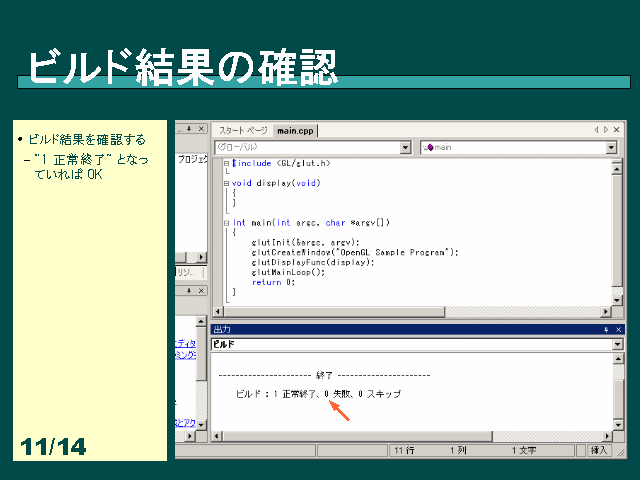 ビルド結果の確認
• ビルド結果を確認する
– "1 正常終了" となっ
ていれば OK
11/14
スタート ページ main.cpp
(グローバル)
main
プロジェク
#include <GL/glut.h>
void display(void)
{
}
int main(int argc, char *argv[])
{
glutInit(&argc, argv);
glutCreateWindow("OpenGL Sample Program");
glutDisplayFunc(display);
glutMainLoop();
return 0;
}
リソ...
出力
ビルド
---------------------- 終了 ----------------------
ビルド : 1 正常終了、0 失敗、0 スキップ
11 行 1 列 1 文字 挿入